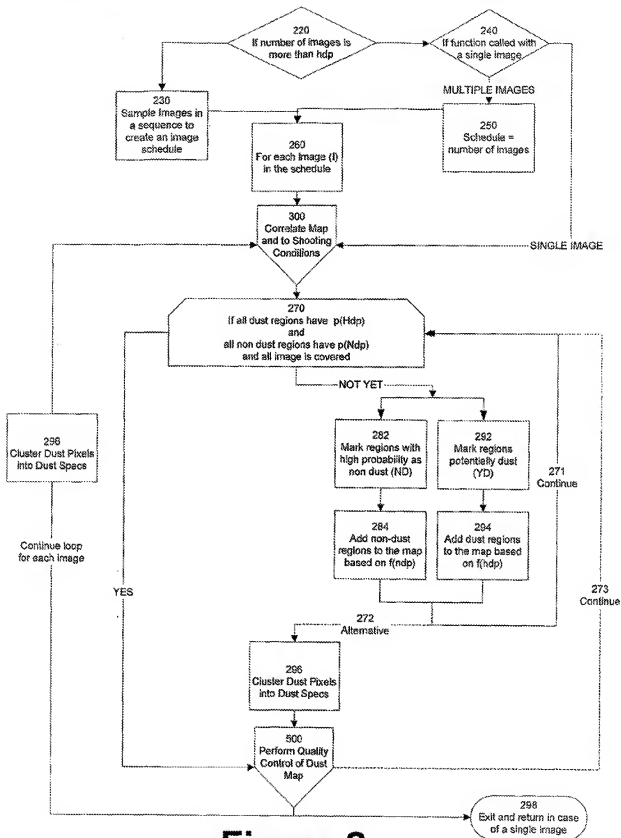 220
If number of images is
more than hdp
240
If function called with
a single image
MULTIPLE IMAGES
230
Sample Images in
a sequence to
create an image
schedule
250
Schedule =
number of images
260
For each Image (I)
in the schedule
300
Correlate Map
and to Shooting
Conditions
SINGLE IMAGE
270
If all dust regions have p(Hdp)
and
all non dust regions have p(Ndp)
and all image is covered
NOT YET
296
Cluster Dust Pixels
into Dust Specs
282
Mark regions with
high probability as
non dust (ND)
292
Mark regions
potentially dust
(YD)
271
Continue
284
Add non-dust
regions to the map
based on f(ndp)
294
Add dust regions
to the map based
on f(hdp)
Continue loop
for each image
YES
273
Continue
272
Alternative
296
Cluster Dust Pixels
into Dust Specs
500
Perform Quality
Control of Dust
Map
298
Exit and return in case
of a single image